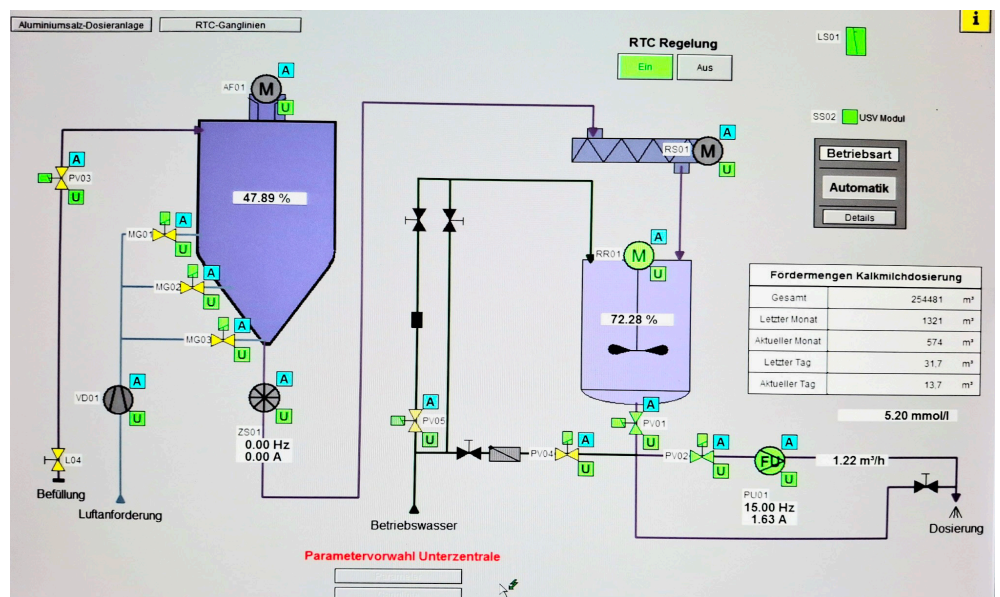 Aluminiumsalz-Dosieranlage
RTC-Ganglinien
i
RTC Regelung
Ein
Aus
LS01
SS02
USV Modul
Betriebsart
Automatik
Details
AF01
M
A
U
PV03
A
U
47.89 %
MG01
A
U
MG02
A
U
MG03
A
U
VD01
A
U
ZS01
A
U
0.00 Hz
0.00 A
L04
Befüllung
Luftanforderung
RS01
M
A
U
RR01
M
A
U
72.28 %
Fördermengen Kalkmilchdosierung
Gesamt 254481 m³
Letzter Monat 1321 m³
Aktueller Monat 574 m³
Letzter Tag 31,7 m³
Aktueller Tag 13,7 m³
5.20 mmol/l
PV05
A
U
PV01
A
U
PV04
A
U
PV02
A
U
FU
A
U
1.22 m³/h
PU01
15.00 Hz
1.63 A
Betriebswasser
Dosierung
Parametervorwahl Unterzentrale